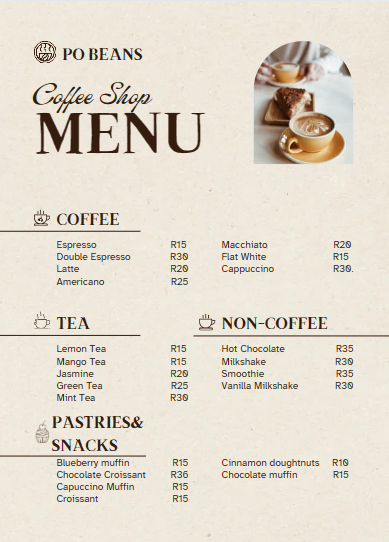 PO BEANS
Coffee Shop
MENU
COFFEE
Espresso R15 Macchiato R20
Double Espresso R30 Flat White R15
Latte R20 Cappuccino R30.
Americano R25
TEA NON-COFFEE
Lemon Tea R15 Hot Chocolate R35
Mango Tea R15 Milkshake R30
Jasmine R20 Smoothie R35
Green Tea R25 Vanilla Milkshake R30
Mint Tea R30
PASTRIES&
SNACKS
Blueberry muffin R15 Cinnamon doughtnuts R10
Chocolate Croissant R36 Chocolate muffin R15
Capuccino Muffin R15
Croissant R15